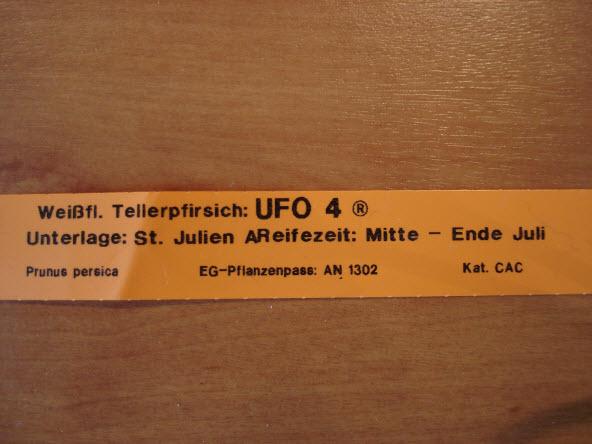 Weißfl. Tellerpfirsich: UFO 4 ®
Unterlage: St. Julien AReifezeit: Mitte – Ende Juli
Prunus persica EG-Pflanzenpass: AN 1302 Kat. CAC